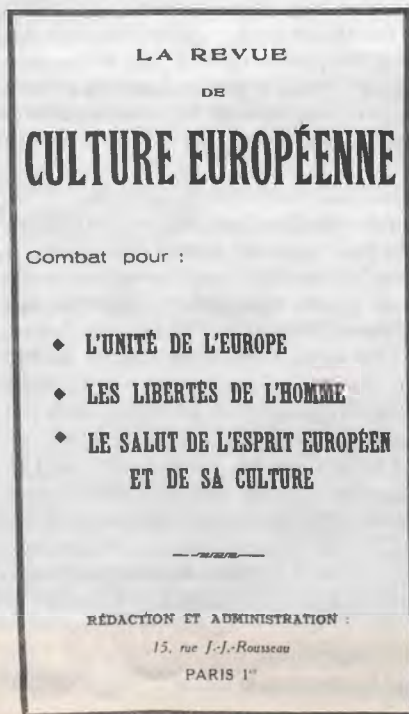 LA REVUE
DE
CULTURE EUROPÉENNE
Combat pour :
◆ L'UNITÉ DE L'EUROPE
◆ LES LIBERTÉS DE L'HOMME
◆ LE SALUT DE L'ESPRIT EUROPÉEN
ET DE SA CULTURE
RÉDACTION ET ADMINISTRATION :
15, rue J.-J.-Rousseau
PARIS 1er